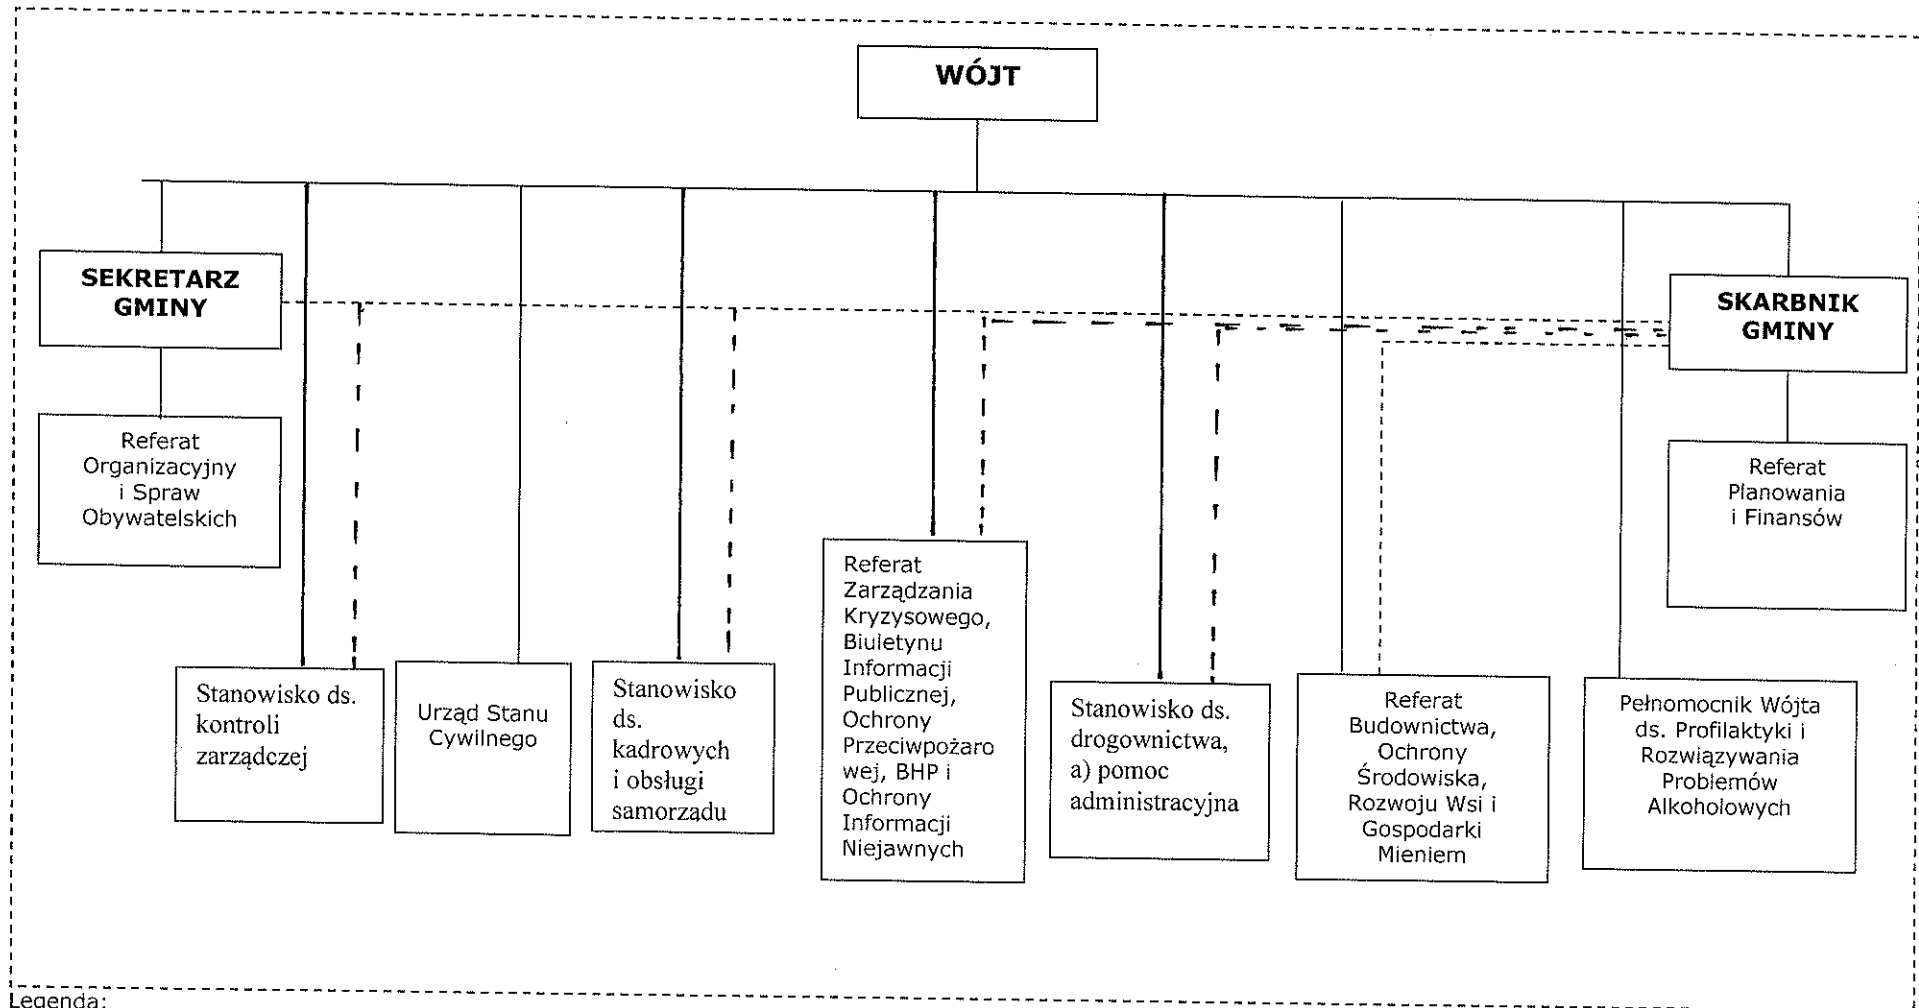 WÓJT
SEKRETARZ
GMINY
SKARBNIK
GMINY
Referat
Organizacyjny
i Spraw
Obywatelskich
Referat
Planowania
i Finansów
Stanowisko ds.
kontroli
zarządczej
Urząd Stanu
Cywilnego
Stanowisko
ds.
kadrowych
i obsługi
samorządu
Referat
Zarządzania
Kryzysowego,
Biuletynu
Informacji
Publicznej,
Ochrony
Przeciwpożaro
wej, BHP i
Ochrony
Informacji
Niejawnych
Stanowisko ds.
drogownictwa,
a) pomoc
administracyjna
Referat
Budownictwa,
Ochrony
Środowiska,
Rozwoju Wsi i
Gospodarki
Mieniem
Pełnomocnik Wójta
ds. Profilaktyki i
Rozwiązywania
Problemów
Alkoholowych
Legenda: